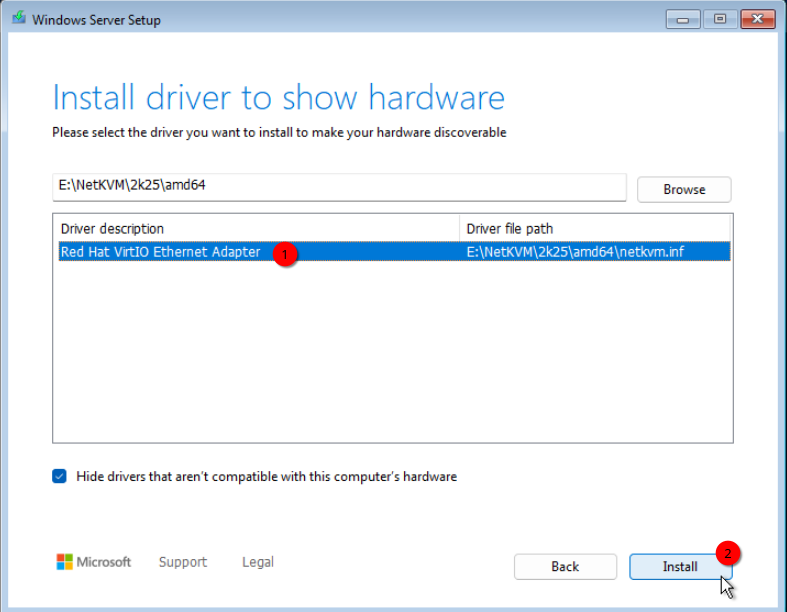 Windows Server Setup
Install driver to show hardware
Please select the driver you want to install to make your hardware discoverable
E:\NetKVM\2k25\amd64
Browse
Driver description Driver file path
Red Hat VirtIO Ethernet Adapter 1 E:\NetKVM\2k25\amd64\netkvm.inf
Hide drivers that aren't compatible with this computer's hardware
2
Microsoft Support Legal Back Install